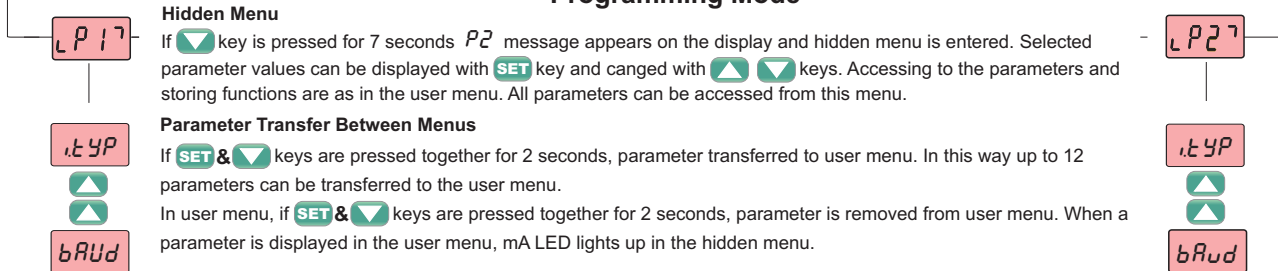 Programming Mode
Hidden Menu
If key is pressed for 7 seconds P2 message appears on the display and hidden menu is entered. Selected
parameter values can be displayed with SET key and canged with keys. Accessing to the parameters and
storing functions are as in the user menu. All parameters can be accessed from this menu.
Parameter Transfer Between Menus
If SET & keys are pressed together for 2 seconds, parameter transferred to user menu. In this way up to 12
parameters can be transferred to the user menu.
In user menu, if SET & keys are pressed together for 2 seconds, parameter is removed from user menu. When a
parameter is displayed in the user menu, mA LED lights up in the hidden menu.
P1
i.tYP
bAUd
P2
i.tYP
bAud